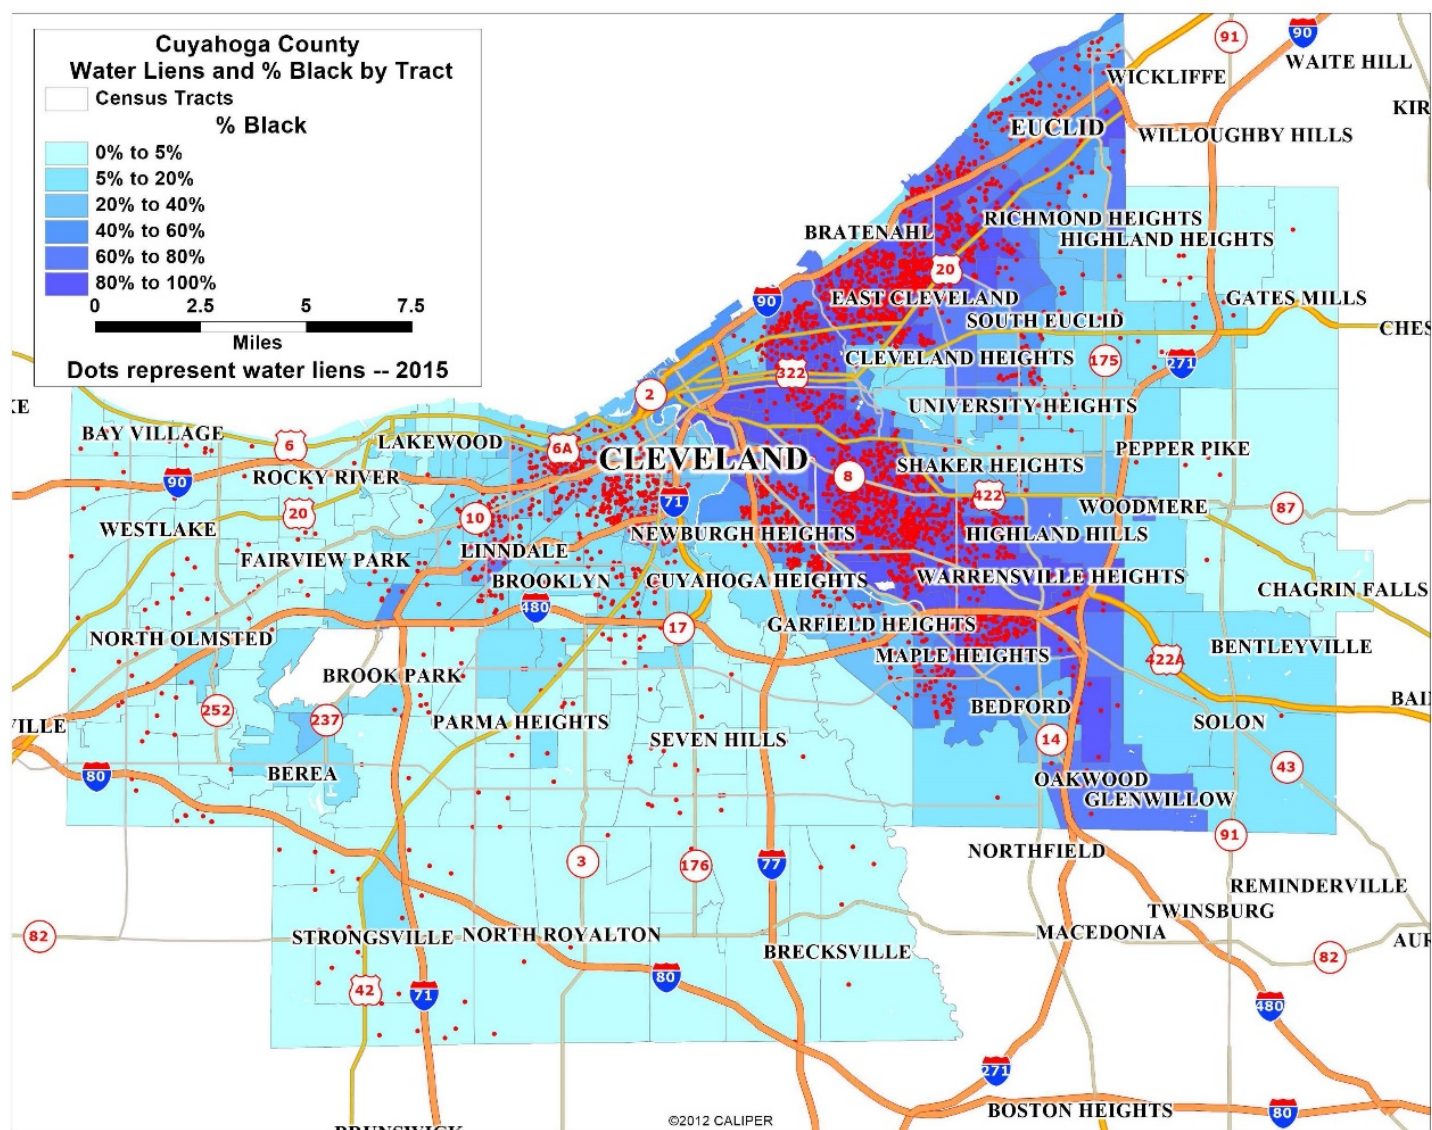 Cuyahoga County
Water Liens and % Black by Tract
Census Tracts
% Black
0% to 5%
5% to 20%
20% to 40%
40% to 60%
60% to 80%
80% to 100%
0 2.5 5 7.5
Miles
Dots represent water liens -- 2015
91
90
WAITE HILL
WICKLIFFE
KIR
EUCLID
WILLOUGHBY HILLS
RICHMOND HEIGHTS
BRATENAHL
HIGHLAND HEIGHTS
20
EAST CLEVELAND
90
GATES MILLS
SOUTH EUCLID
CHES
CLEVELAND HEIGHTS
175
271
322
2
KE
UNIVERSITY HEIGHTS
BAY VILLAGE
6
LAKEWOOD
6A
PEPPER PIKE
CLEVELAND
SHAKER HEIGHTS
90
ROCKY RIVER
8
71
422
WOODMERE
87
20
10
WESTLAKE
NEWBURGH HEIGHTS
HIGHLAND HILLS
FAIRVIEW PARK
LINNDALE
BROOKLYN
CUYAHOGA HEIGHTS
WARRENSVILLE HEIGHTS
CHAGRIN FALLS
480
17
GARFIELD HEIGHTS
NORTH OLMSTED
MAPLE HEIGHTS
BENTLEYVILLE
422A
BROOK PARK
252
237
BEDFORD
BAI
VILLE
PARMA HEIGHTS
SEVEN HILLS
14
SOLON
80
BEREA
OAKWOOD
43
GLENWILLOW
91
3
176
77
NORTHFIELD
REMINDERVILLE
TWINSBURG
82
STRONGSVILLE
NORTH ROYALTON
MACEDONIA
AUR
BRECKSVILLE
82
42
71
80
480
271
BOSTON HEIGHTS
80
©2012 CALIPER
BRUNSWICK